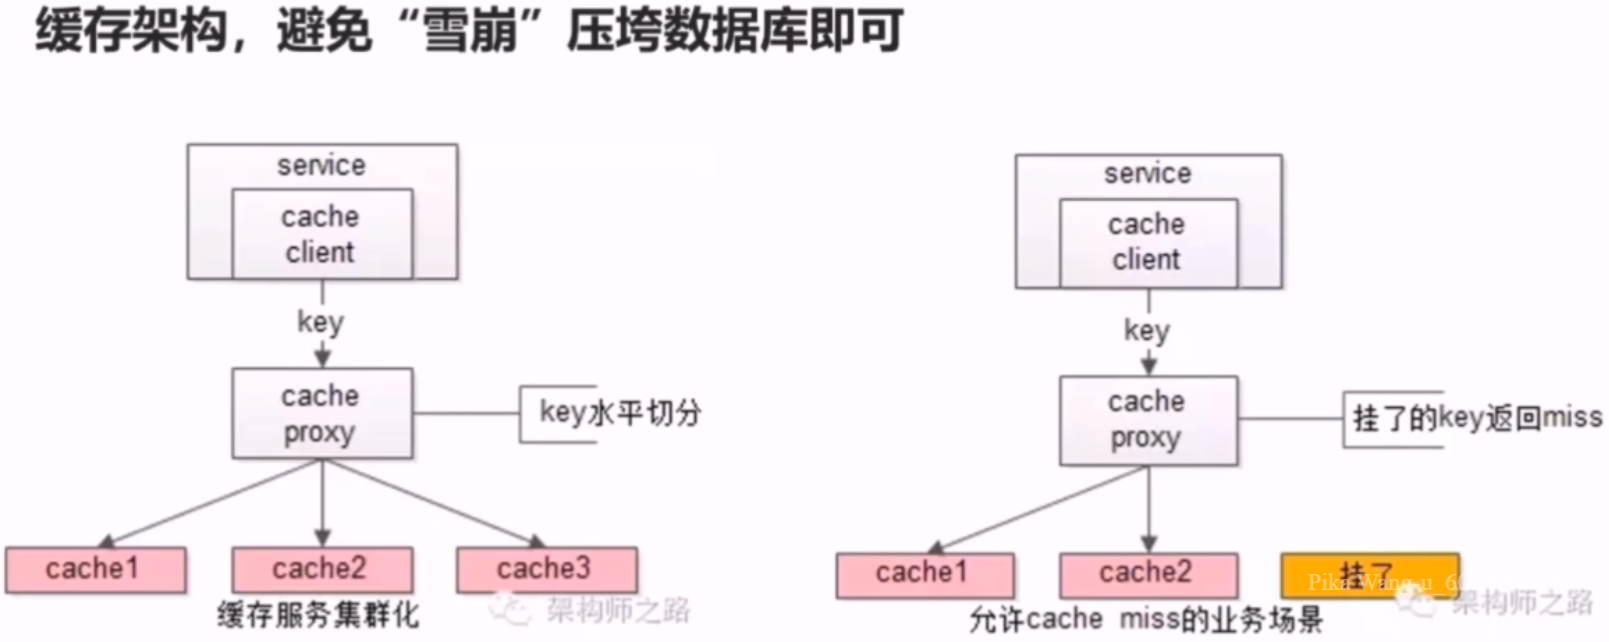 缓存架构，避免“雪崩”压垮数据库即可
service
cache
client
key
cache
proxy
key水平切分
cache1
cache2
cache3
缓存服务集群化
架构师之路
service
cache
client
key
cache
proxy
挂了的key返回miss
cache1
cache2
挂了
允许cache miss的业务场景
架构师之路